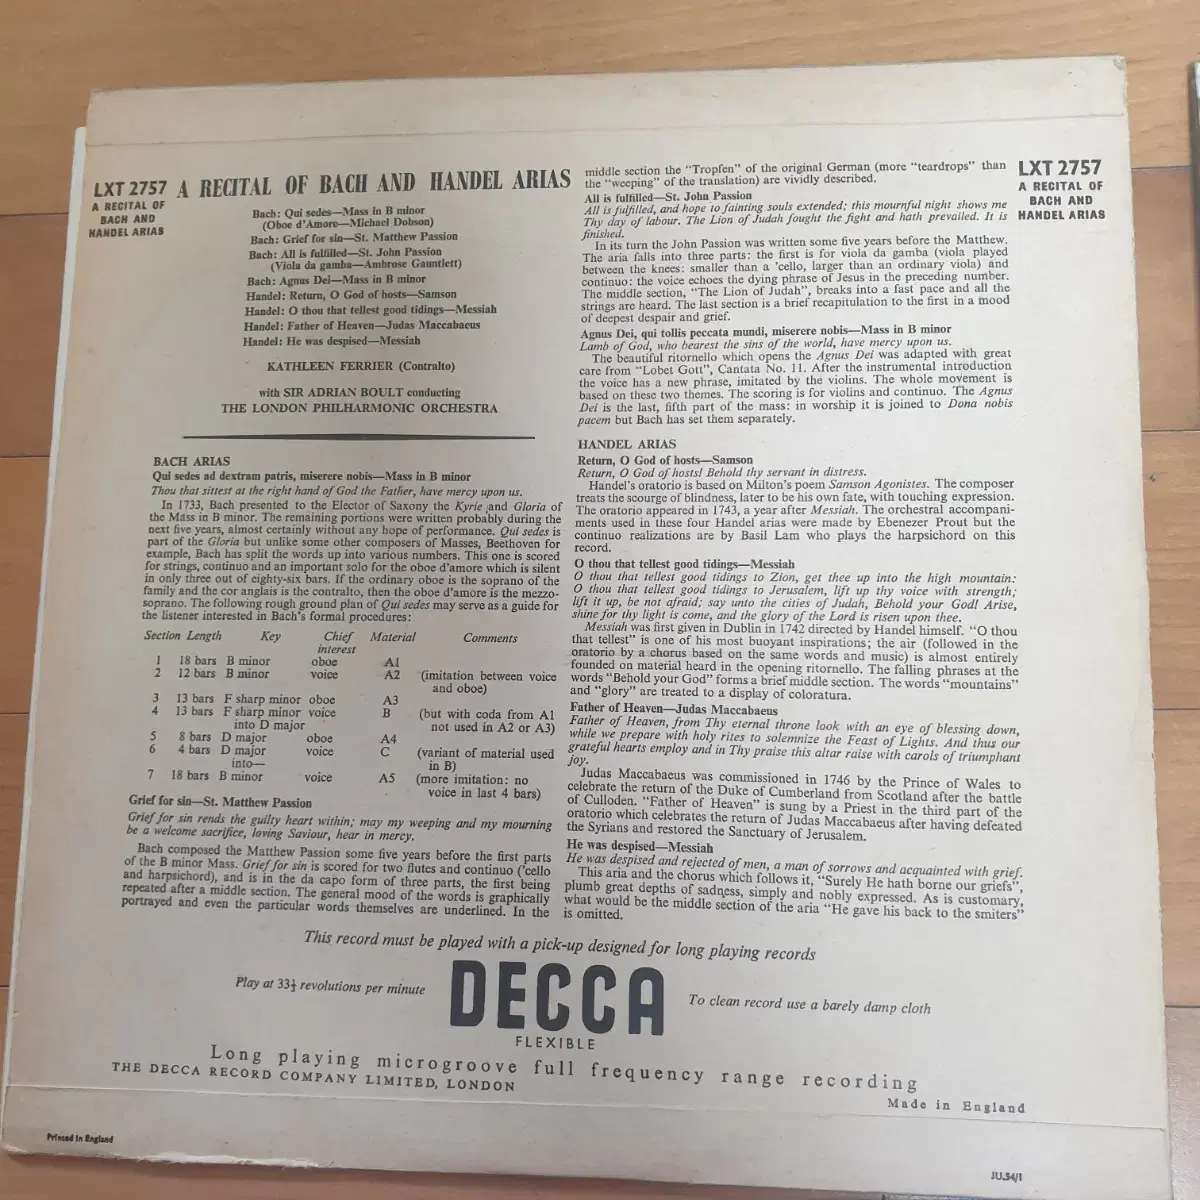 LXT 2757
A RECITAL OF
BACH AND
HANDEL ARIAS
A RECITAL OF BACH AND HANDEL ARIAS
Bach: Qui sedes—Mass in B minor
(Oboe d'Amore—Michael Dobson)
Bach: Grief for sin—St. Matthew Passion
Bach: All is fulfilled—St. John Passion
(Viola da gamba—Ambrose Gauntlett)
Bach: Agnus Dei—Mass in B minor
Handel: Return, O God of hosts—Samson
Handel: O thou that tellest good tidings—Messiah
Handel: Father of Heaven—Judas Maccabaeus
Handel: He was despised—Messiah
KATHLEEN FERRIER (Contralto)
with SIR ADRIAN BOULT conducting
THE LONDON PHILHARMONIC ORCHESTRA
BACH ARIAS
Qui sedes ad dextram patris, miserere nobis—Mass in B minor
Thou that sittest at the right hand of God the Father, have mercy upon us.
In 1733, Bach presented to the Elector of Saxony the Kyrie and Gloria of
the Mass in B minor. The remaining portions were written probably during the
next five years, almost certainly without any hope of performance. Qui sedes is
part of the Gloria but unlike some other composers of Masses, Beethoven for
example, Bach has split the words up into various numbers. This one is scored
for strings, continuo and an important solo for the oboe d'amore which is silent
in only three out of eighty-six bars. If the ordinary oboe is the soprano of the
family and the cor anglais is the contralto, then the oboe d'amore is the mezzo-
soprano. The following rough ground plan of Qui sedes may serve as a guide for
the listener interested in Bach's formal procedures:
Section Length Key Chief Material Comments
interest
1 18 bars B minor oboe A1
2 12 bars B minor voice A2 (imitation between voice
and oboe)
3 13 bars F sharp minor oboe A3
4 13 bars F sharp minor voice B (but with coda from A1
into D major not used in A2 or A3)
5 8 bars D major oboe A4
6 4 bars D major voice C (variant of material used
into— in B)
7 18 bars B minor voice A5 (more imitation: no
voice in last 4 bars)
Grief for sin—St. Matthew Passion
Grief for sin rends the guilty heart within; may my weeping and my mourning
be a welcome sacrifice, loving Saviour, hear in mercy.
Bach composed the Matthew Passion some five years before the first parts
of the B minor Mass. Grief for sin is scored for two flutes and continuo ('cello
and harpsichord), and is in the da capo form of three parts, the first being
repeated after a middle section. The general mood of the words is graphically
portrayed and even the particular words themselves are underlined. In the
middle section the "Tropfen" of the original German (more "teardrops" than
the "weeping" of the translation) are vividly described.
All is fulfilled—St. John Passion
All is fulfilled, and hope to fainting souls extended; this mournful night shows me
Thy day of labour. The Lion of Judah fought the fight and hath prevailed. It is
finished.
In its turn the John Passion was written some five years before the Matthew.
The aria falls into three parts: the first is for viola da gamba (viola played
between the knees: smaller than a 'cello, larger than an ordinary viola) and
continuo: the voice echoes the dying phrase of Jesus in the preceding number.
The middle section, "The Lion of Judah", breaks into a fast pace and all the
strings are heard. The last section is a brief recapitulation to the first in a mood
of deepest despair and grief.
Agnus Dei, qui tollis peccata mundi, miserere nobis—Mass in B minor
Lamb of God, who bearest the sins of the world, have mercy upon us.
The beautiful ritornello which opens the Agnus Dei was adapted with great
care from "Lobet Gott", Cantata No. 11. After the instrumental introduction
the voice has a new phrase, imitated by the violins. The whole movement is
based on these two themes. The scoring is for violins and continuo. The Agnus
Dei is the last, fifth part of the mass: in worship it is joined to Dona nobis
pacem but Bach has set them separately.
HANDEL ARIAS
Return, O God of hosts—Samson
Return, O God of hosts! Behold thy servant in distress.
Handel's oratorio is based on Milton's poem Samson Agonistes. The composer
treats the scourge of blindness, later to be his own fate, with touching expression.
The oratorio appeared in 1743, a year after Messiah. The orchestral accompani-
ments used in these four Handel arias were made by Ebenezer Prout but the
continuo realizations are by Basil Lam who plays the harpsichord on this
record.
O thou that tellest good tidings—Messiah
O thou that tellest good tidings to Zion, get thee up into the high mountain:
O thou that tellest good tidings to Jerusalem, lift up thy voice with strength;
lift it up, be not afraid; say unto the cities of Judah, Behold your God! Arise,
shine for thy light is come, and the glory of the Lord is risen upon thee.
Messiah was first given in Dublin in 1742 directed by Handel himself. "O thou
that tellest" is one of his most buoyant inspirations; the air (followed in the
oratorio by a chorus based on the same words and music) is almost entirely
founded on material heard in the opening ritornello. The falling phrases at the
words "Behold your God" forms a brief middle section. The words "mountains"
and "glory" are treated to a display of coloratura.
Father of Heaven—Judas Maccabaeus
Father of Heaven, from Thy eternal throne look with an eye of blessing down,
while we prepare with holy rites to solemnize the Feast of Lights. And thus our
grateful hearts employ and in Thy praise this altar raise with carols of triumphant
joy.
Judas Maccabaeus was commissioned in 1746 by the Prince of Wales to
celebrate the return of the Duke of Cumberland from Scotland after the battle
of Culloden. "Father of Heaven" is sung by a Priest in the third part of the
oratorio which celebrates the return of Judas Maccabaeus after having defeated
the Syrians and restored the Sanctuary of Jerusalem.
He was despised—Messiah
He was despised and rejected of men, a man of sorrows and acquainted with grief.
This aria and the chorus which follows it, "Surely He hath borne our griefs",
plumb great depths of sadness, simply and nobly expressed. As is customary,
what would be the middle section of the aria "He gave his back to the smiters"
is omitted.
LXT 2757
A RECITAL OF
BACH AND
HANDEL ARIAS
This record must be played with a pick-up designed for long playing records
Play at 33⅓ revolutions per minute
DECCA
FLEXIBLE
To clean record use a barely damp cloth
Long playing microgroove full frequency range recording
THE DECCA RECORD COMPANY LIMITED, LONDON
Made in England
Printed in England
JU.54/1